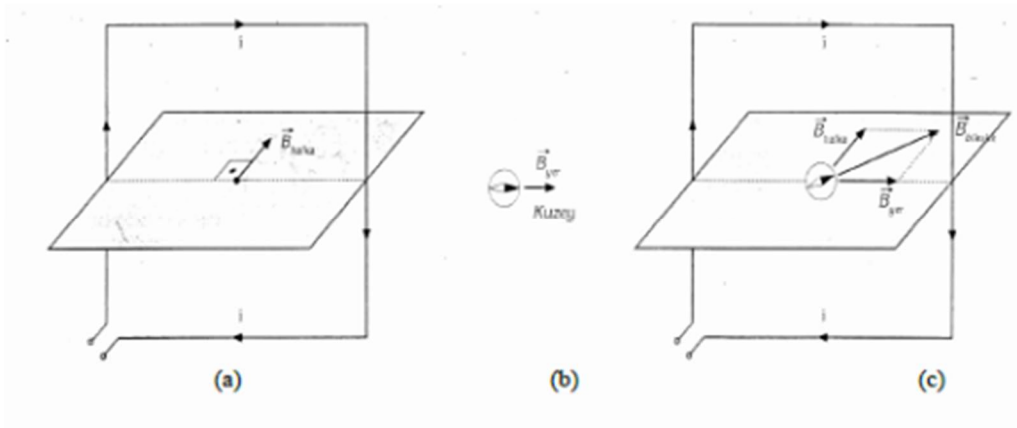 i
B halka
i
(a)
B yer
Kuzey
(b)
i
B halka
B bileşke
B yer
i
(c)